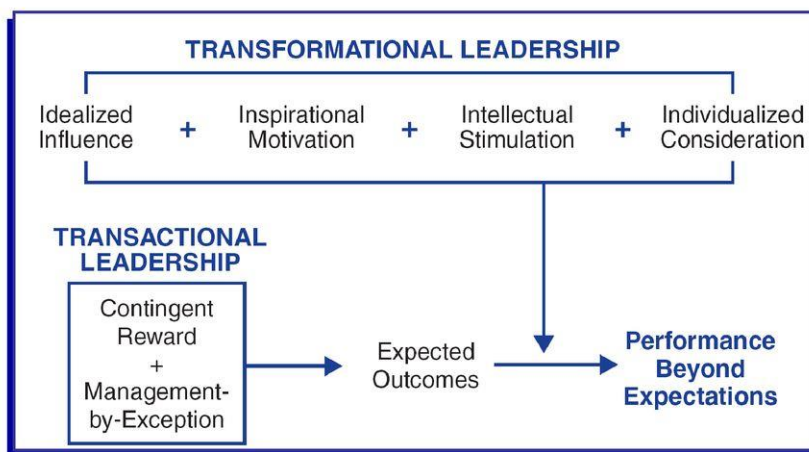 TRANSFORMATIONAL LEADERSHIP
Idealized
Influence
+
Inspirational
Motivation
+
Intellectual
Stimulation
+
Individualized
Consideration
TRANSACTIONAL
LEADERSHIP
Contingent
Reward
+
Management-
by-Exception
Expected
Outcomes
Performance
Beyond
Expectations